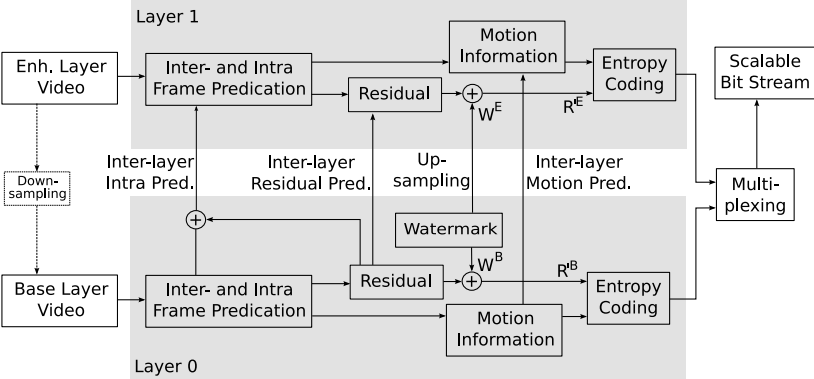 Layer 1
Enh. Layer
Video
Inter- and Intra
Frame Predication
Motion
Information
Residual
W^E
R'^E
Entropy
Coding
Scalable
Bit Stream
Down-
sampling
Inter-layer
Intra Pred.
Inter-layer
Residual Pred.
Up-
sampling
Inter-layer
Motion Pred.
Multi-
plexing
Watermark
W^B
R'^B
Base Layer
Video
Inter- and Intra
Frame Predication
Residual
Motion
Information
Entropy
Coding
Layer 0